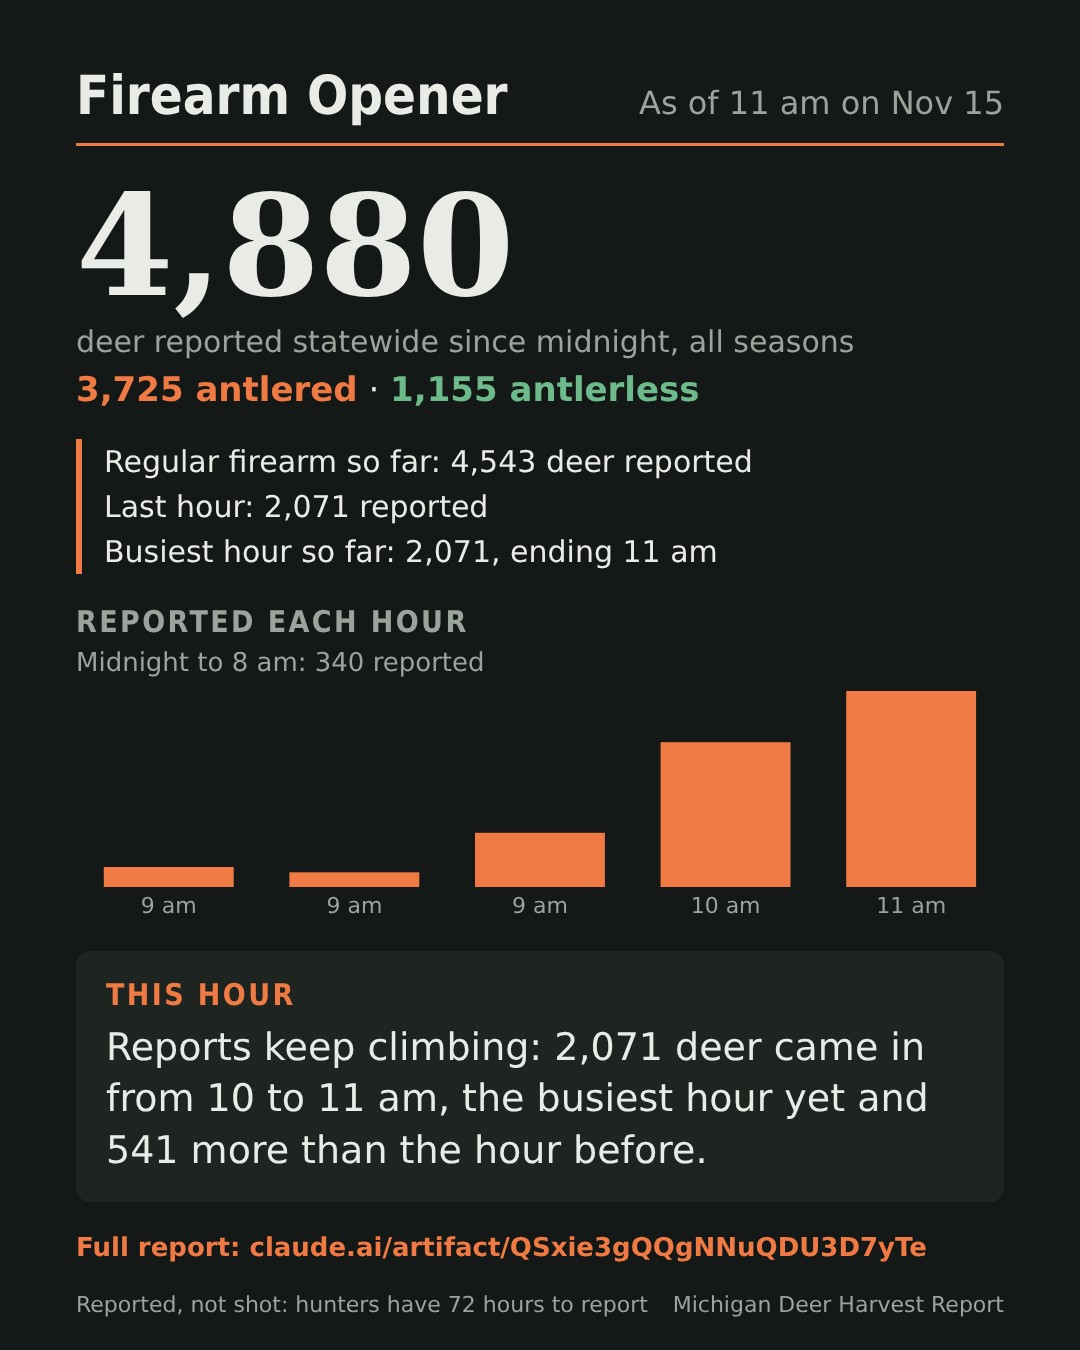 Firearm Opener
As of 11 am on Nov 15
4,880
deer reported statewide since midnight, all seasons
3,725 antlered · 1,155 antlerless
Regular firearm so far: 4,543 deer reported
Last hour: 2,071 reported
Busiest hour so far: 2,071, ending 11 am
REPORTED EACH HOUR
Midnight to 8 am: 340 reported
9 am 9 am 9 am 10 am 11 am
THIS HOUR
Reports keep climbing: 2,071 deer came in
from 10 to 11 am, the busiest hour yet and
541 more than the hour before.
Full report: claude.ai/artifact/QSxie3gQQgNNuQDU3D7yTe
Reported, not shot: hunters have 72 hours to report
Michigan Deer Harvest Report